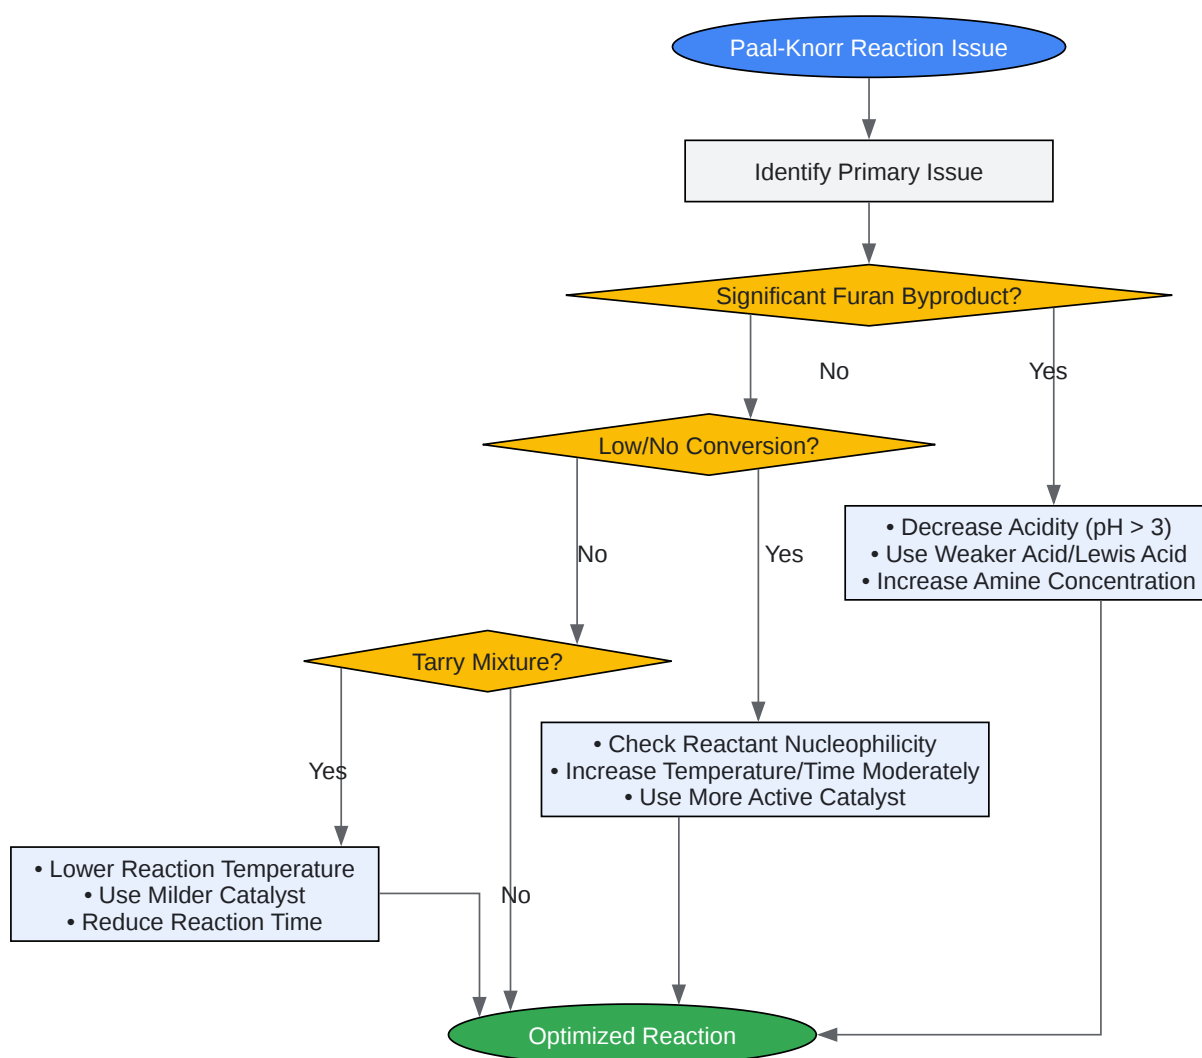 Paal-Knorr Reaction Issue
Identify Primary Issue
Significant Furan Byproduct?
No
Yes
Low/No Conversion?
• Decrease Acidity (pH > 3)
• Use Weaker Acid/Lewis Acid
• Increase Amine Concentration
No
Yes
Tarry Mixture?
• Check Reactant Nucleophilicity
• Increase Temperature/Time Moderately
• Use More Active Catalyst
Yes
• Lower Reaction Temperature
• Use Milder Catalyst
• Reduce Reaction Time
No
Optimized Reaction